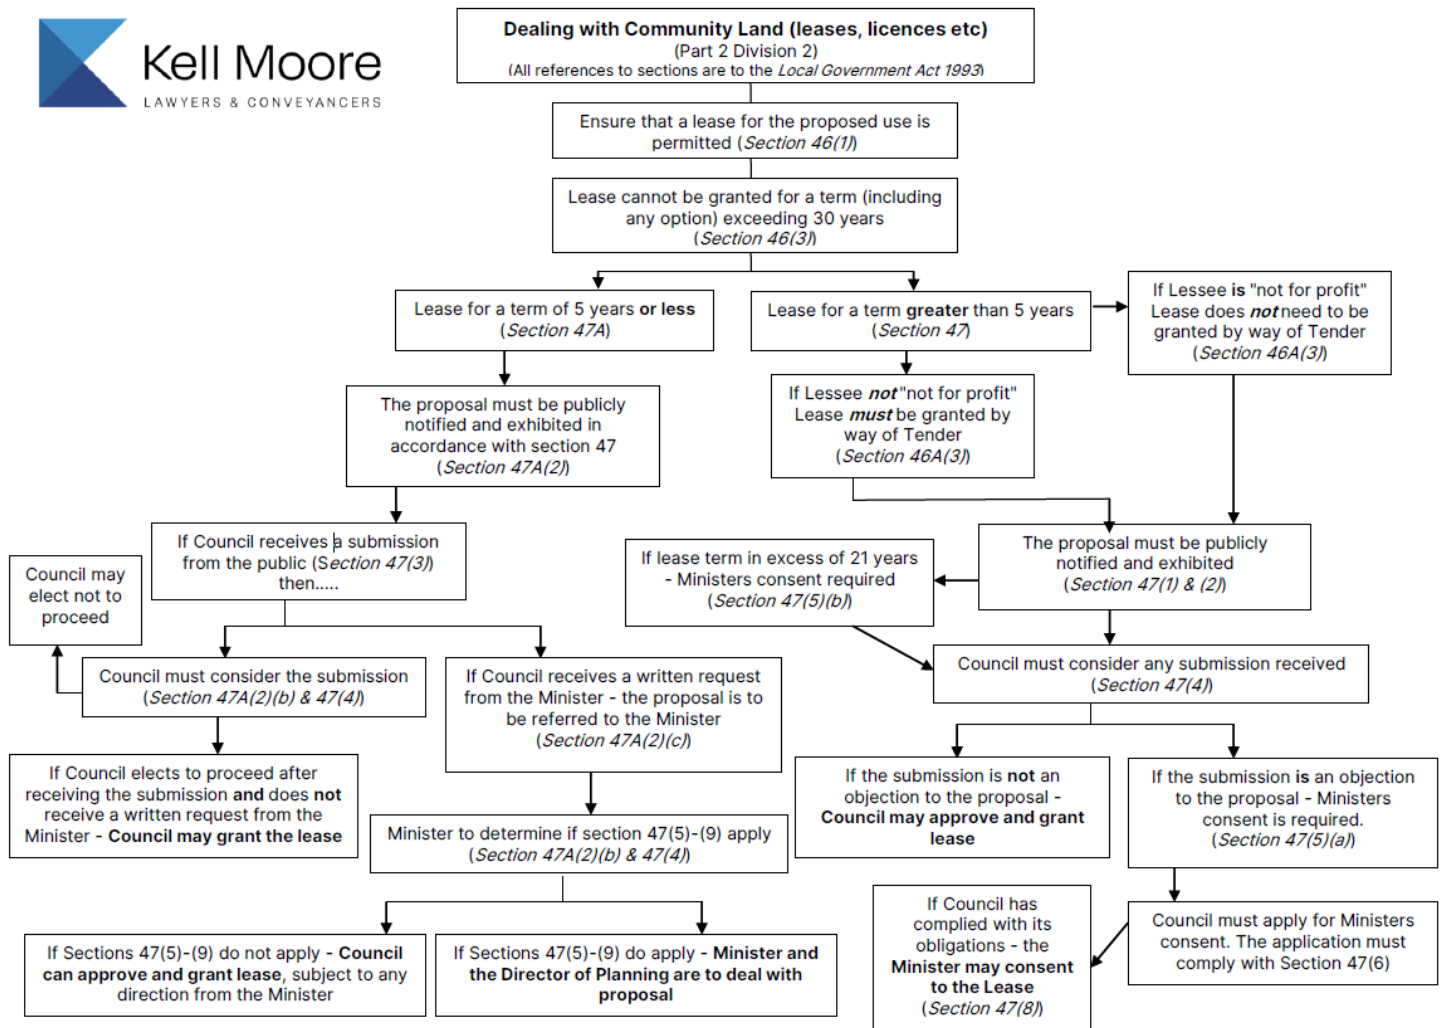 Kell Moore
LAWYERS & CONVEYANCERS
Dealing with Community Land (leases, licences etc)
(Part 2 Division 2)
(All references to sections are to the Local Government Act 1993)
Ensure that a lease for the proposed use is
permitted (Section 46(1))
Lease cannot be granted for a term (including
any option) exceeding 30 years
(Section 46(3))
Lease for a term of 5 years or less
(Section 47A)
Lease for a term greater than 5 years
(Section 47)
If Lessee is "not for profit"
Lease does not need to be
granted by way of Tender
(Section 46A(3))
The proposal must be publicly
notified and exhibited in
accordance with section 47
(Section 47A(2))
If Lessee not "not for profit"
Lease must be granted by
way of Tender
(Section 46A(3))
If Council receives a submission
from the public (Section 47(3))
then.....
If lease term in excess of 21 years
- Ministers consent required
(Section 47(5)(b))
The proposal must be publicly
notified and exhibited
(Section 47(1) & (2))
Council may
elect not to
proceed
Council must consider the submission
(Section 47A(2)(b) & 47(4))
If Council receives a written request
from the Minister - the proposal is to
be referred to the Minister
(Section 47A(2)(c))
Council must consider any submission received
(Section 47(4))
If Council elects to proceed after
receiving the submission and does not
receive a written request from the
Minister - Council may grant the lease
Minister to determine if section 47(5)-(9) apply
(Section 47A(2)(b) & 47(4))
If the submission is not an
objection to the proposal -
Council may approve and grant
lease
If the submission is an objection
to the proposal - Ministers
consent is required.
(Section 47(5)(a))
If Sections 47(5)-(9) do not apply - Council
can approve and grant lease, subject to any
direction from the Minister
If Sections 47(5)-(9) do apply - Minister and
the Director of Planning are to deal with
proposal
If Council has
complied with its
obligations - the
Minister may consent
to the Lease
(Section 47(8))
Council must apply for Ministers
consent. The application must
comply with Section 47(6)